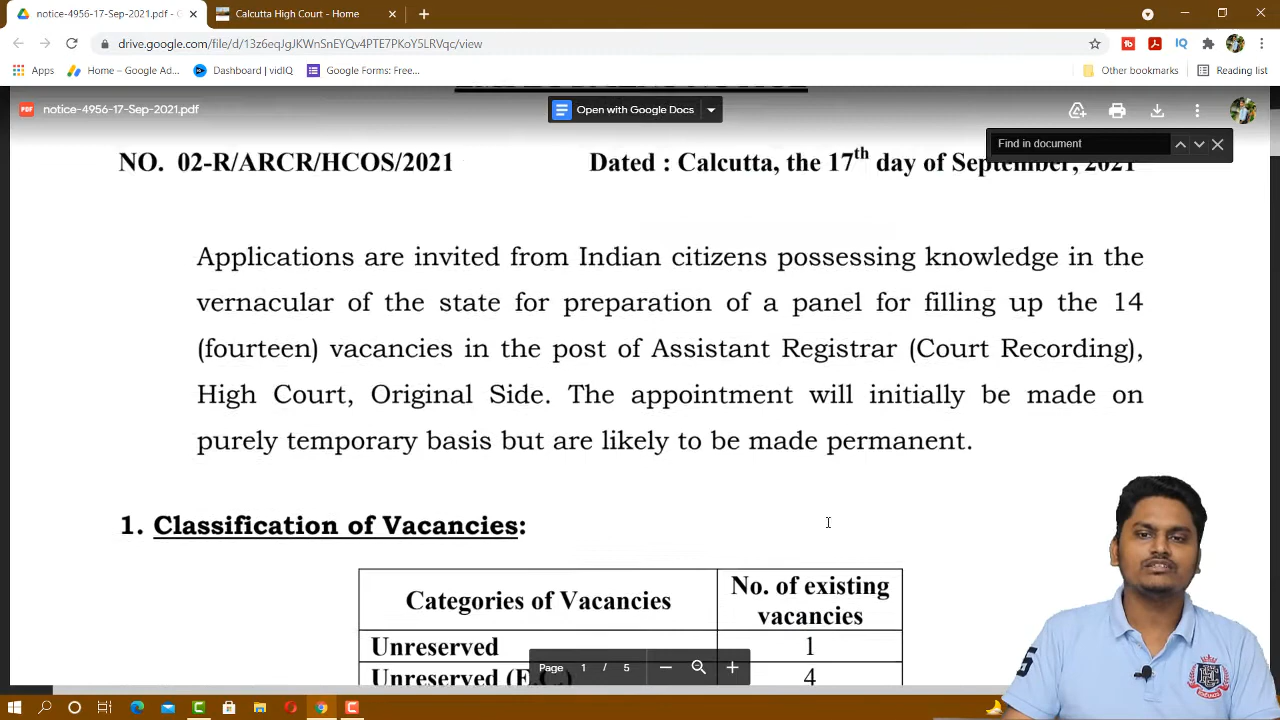 notice-4956-17-Sep-2021.pdf - G
Calcutta High Court - Home
drive.google.com/file/d/13z6eqJgJKWnSnEYQv4PTE7PKoY5LRVqt/view
Apps
Home – Google Ad...
Dashboard | vidIQ
Google Forms: Free...
Other bookmarks
Reading list
notice-4956-17-Sep-2021.pdf
Open with Google Docs
Find in document
NO. 02-R/ARCR/HCOS/2021 Dated : Calcutta, the 17th day of September, 2021
Applications are invited from Indian citizens possessing knowledge in the
vernacular of the state for preparation of a panel for filling up the 14
(fourteen) vacancies in the post of Assistant Registrar (Court Recording),
High Court, Original Side. The appointment will initially be made on
purely temporary basis but are likely to be made permanent.
1. Classification of Vacancies:
Categories of Vacancies
No. of existing
vacancies
Unreserved 1
Unreserved (E.C.) 4
Page 1 / 5